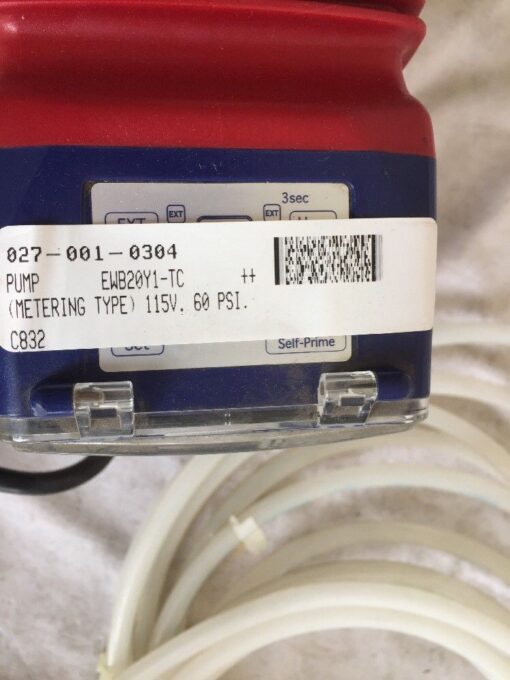 3sec
EXT
EXT
EXT
027-001-0304
PUMP EWB20Y1-TC ++
(METERING TYPE) 115V. 60 PSI.
C832
Set
Self-Prime